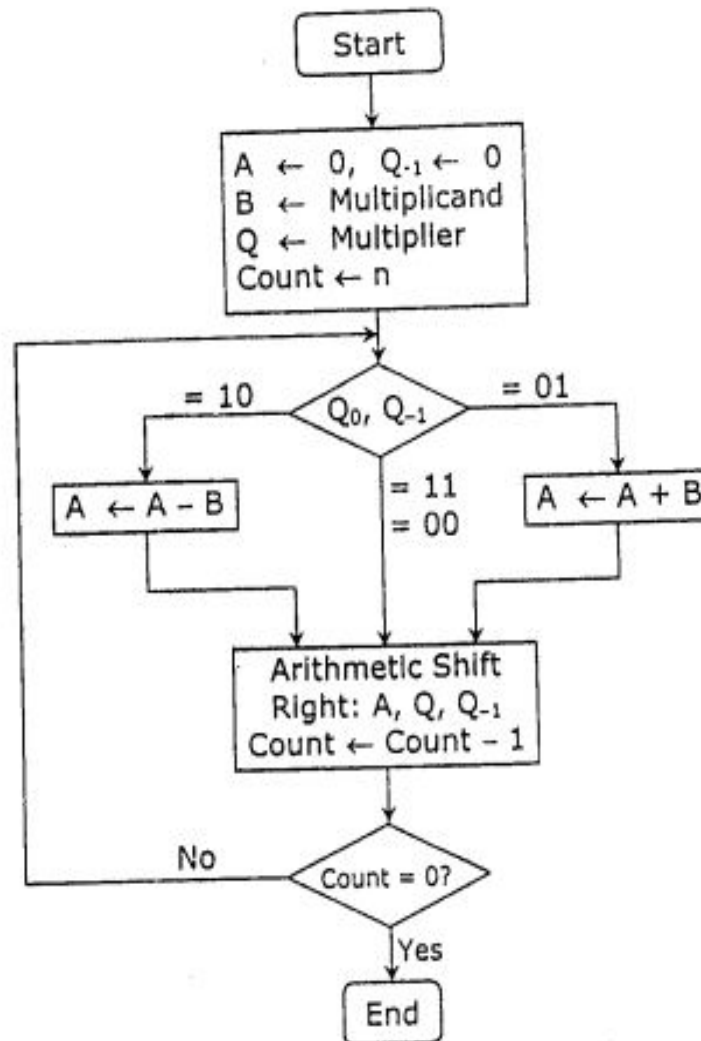 Start
A ← 0, Q₋₁ ← 0
B ← Multiplicand
Q ← Multiplier
Count ← n
= 10
Q₀, Q₋₁
= 01
A ← A – B
= 11
= 00
A ← A + B
Arithmetic Shift
Right: A, Q, Q₋₁
Count ← Count – 1
No
Count = 0?
Yes
End